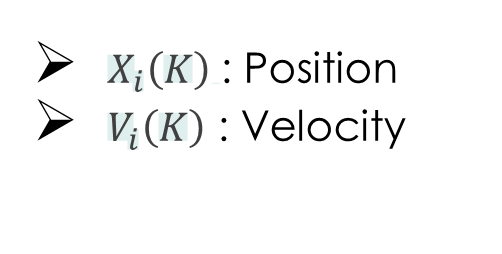 ➢ Xᵢ(K) : Position
➢ Vᵢ(K) : Velocity